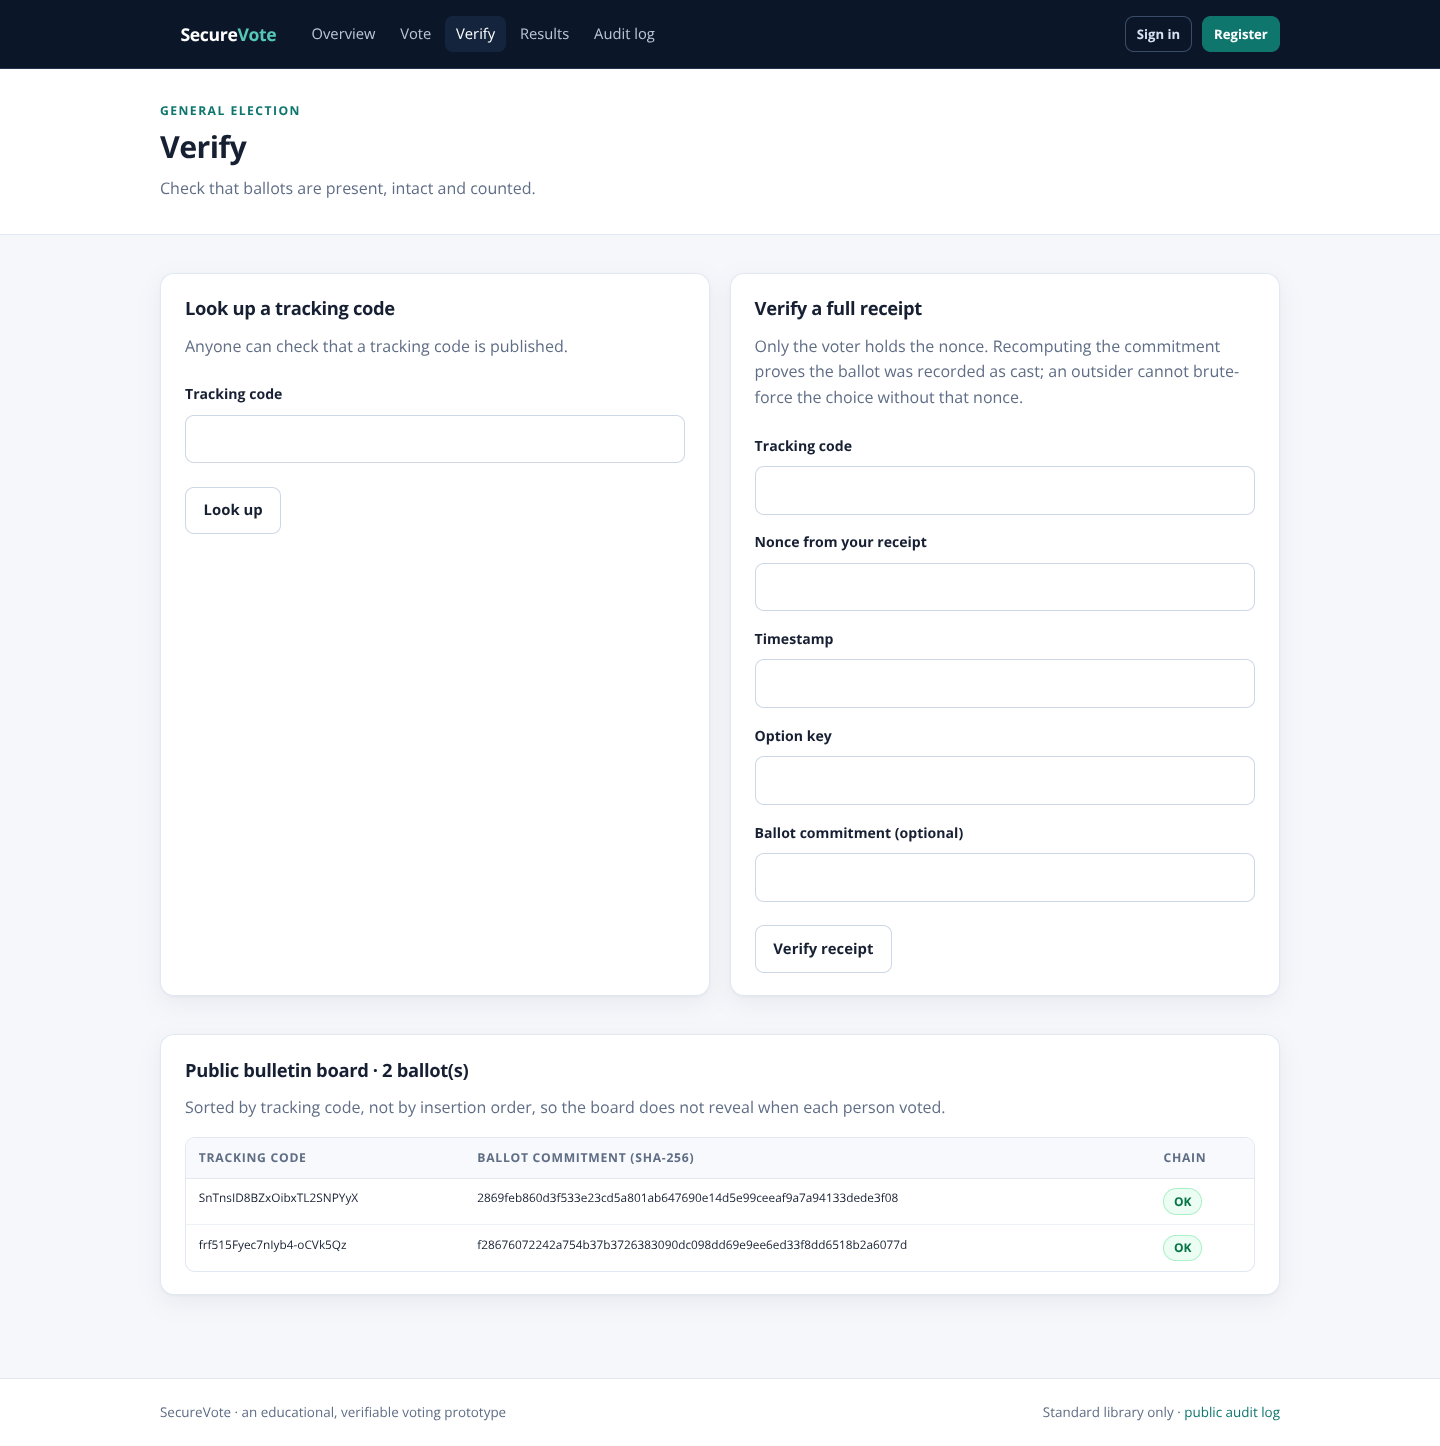 SecureVote Overview Vote Verify Results Audit log Sign in Register
GENERAL ELECTION
Verify
Check that ballots are present, intact and counted.
Look up a tracking code
Anyone can check that a tracking code is published.
Tracking code
Look up
Verify a full receipt
Only the voter holds the nonce. Recomputing the commitment
proves the ballot was recorded as cast; an outsider cannot brute-
force the choice without that nonce.
Tracking code
Nonce from your receipt
Timestamp
Option key
Ballot commitment (optional)
Verify receipt
Public bulletin board · 2 ballot(s)
Sorted by tracking code, not by insertion order, so the board does not reveal when each person voted.
TRACKING CODE BALLOT COMMITMENT (SHA-256) CHAIN
SnTnsID8BZxOibxTL2SNPYyX 2869feb860d3f533e23cd5a801ab647690e14d5e99ceeaf9a7a94133dede3f08 OK
frf515Fyec7nIyb4-oCVk5Qz f28676072242a754b37b3726383090dc098dd69e9ee6ed33f8dd6518b2a6077d OK
SecureVote · an educational, verifiable voting prototype
Standard library only · public audit log